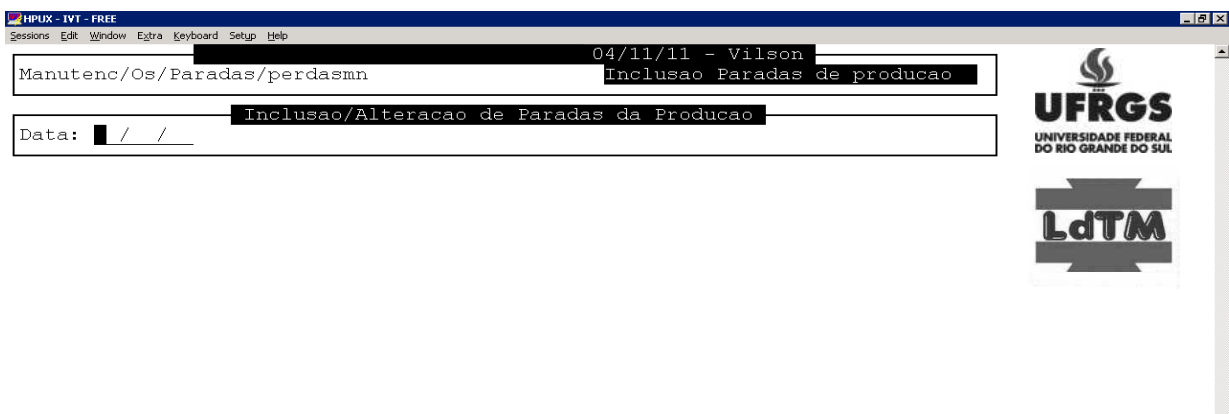 HPUX - IVT - FREE
Sessions Edit Window Extra Keyboard Setup Help
04/11/11 - Vilson
Manutenc/Os/Paradas/perdasmn Inclusao Paradas de producao
Inclusao/Alteracao de Paradas da Producao
Data: / /
UFRGS
UNIVERSIDADE FEDERAL
DO RIO GRANDE DO SUL
LdTM